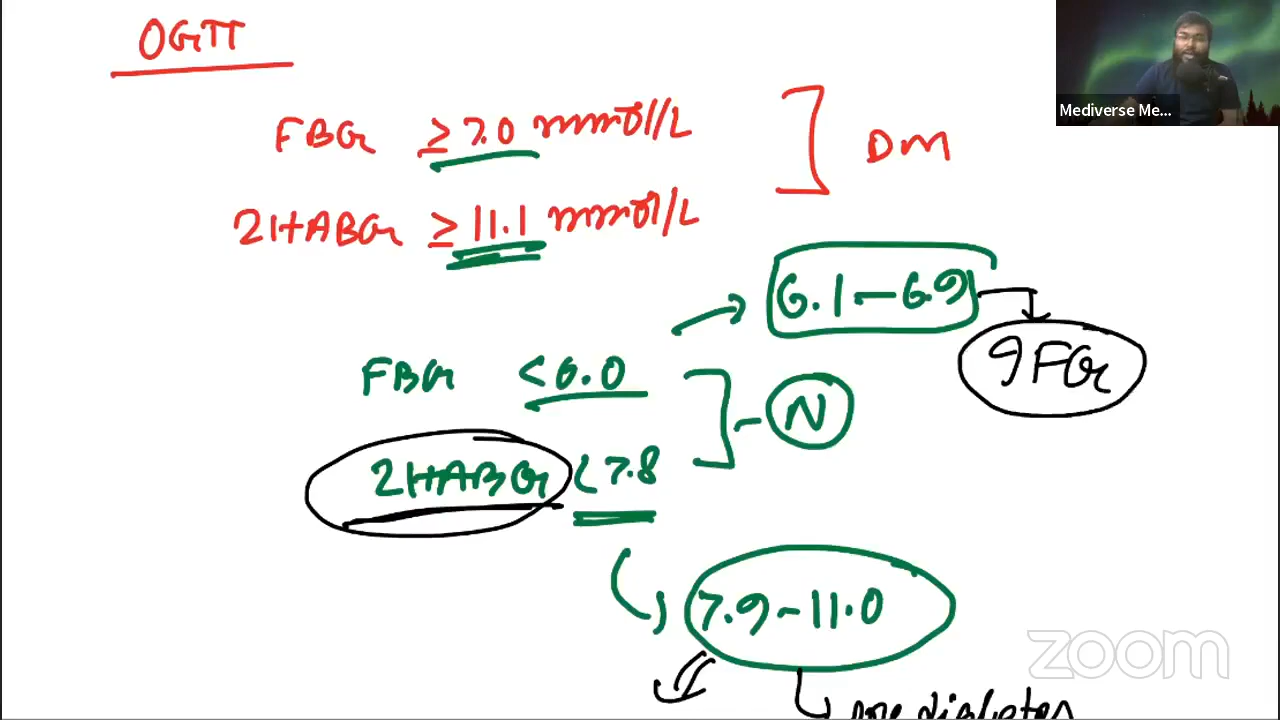 OGTT
Mediverse Me...
FBG ≥7.0 mmol/L
DM
2HABG ≥11.1 mmol/L
6.1-6.9
IFG
FBG <6.0
N
2HABG <7.8
7.9-11.0
zoom
prediabetes